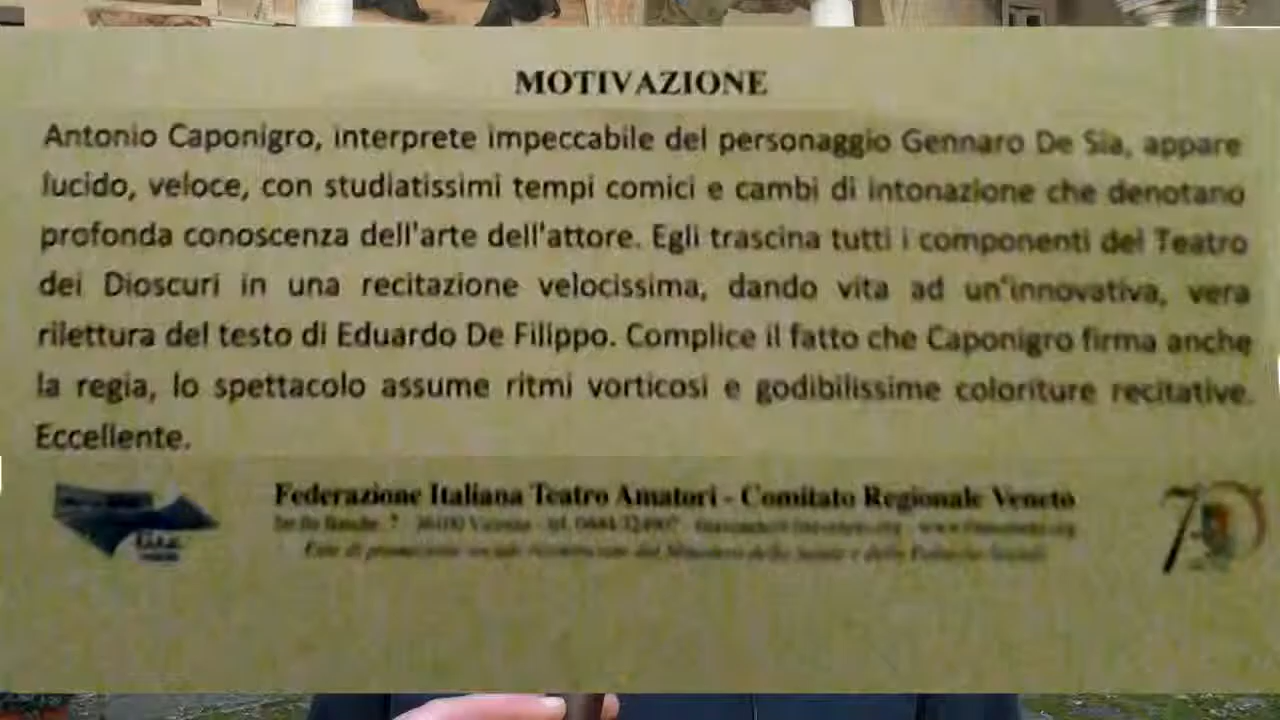 MOTIVAZIONE
Antonio Caponigro, interprete impeccabile del personaggio Gennaro De Sia, appare
lucido, veloce, con studiatissimi tempi comici e cambi di intonazione che denotano
profonda conoscenza dell'arte dell'attore. Egli trascina tutti i componenti del Teatro
dei Dioscuri in una recitazione velocissima, dando vita ad un'innovativa, vera
rilettura del testo di Eduardo De Filippo. Complice il fatto che Caponigro firma anche
la regia, lo spettacolo assume ritmi vorticosi e godibilissime coloriture recitative.
Eccellente.
Federazione Italiana Teatro Amatori - Comitato Regionale Veneto
70